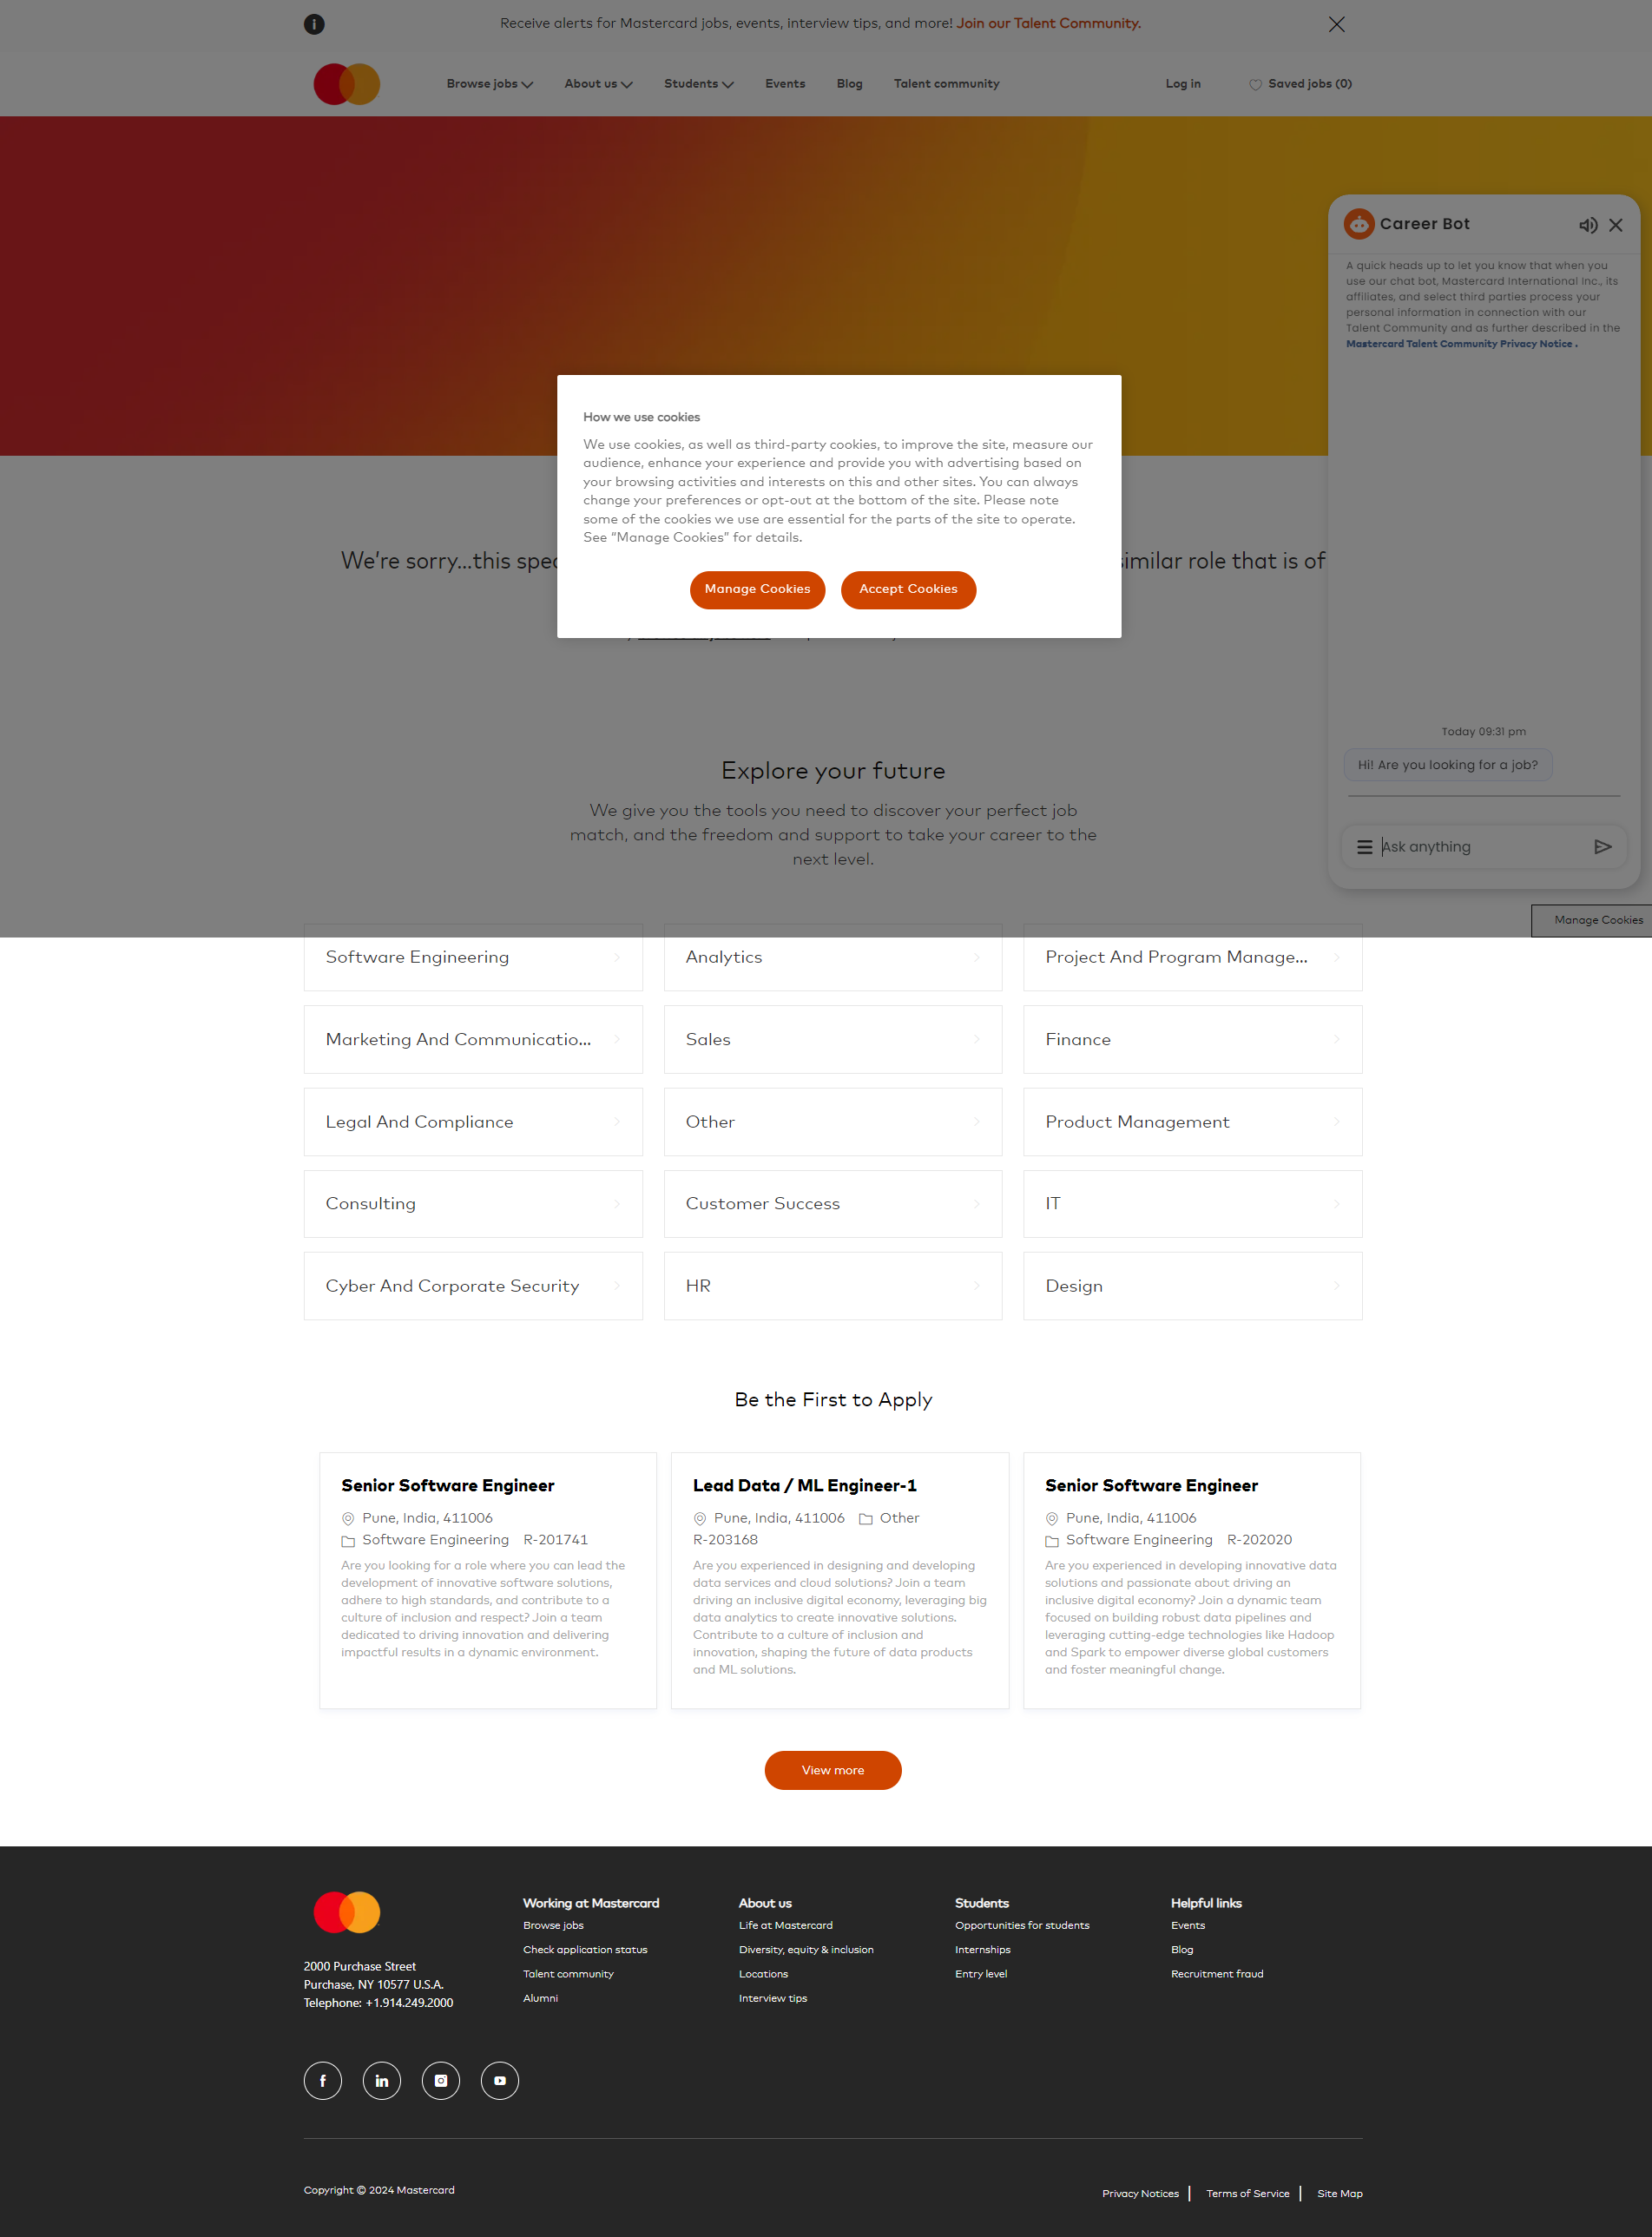 Receive alerts for Mastercard jobs, events, interview tips, and more! Join our Talent Community.
Browse jobs
About us
Students
Events
Blog
Talent community
Log in
Saved jobs (0)
Career Bot
A quick heads up to let you know that when you
use our chat bot, Mastercard International Inc., its
affiliates, and select third parties process your
personal information in connection with our
Talent Community and as further described in the
Mastercard Talent Community Privacy Notice .
How we use cookies
We use cookies, as well as third-party cookies, to improve the site, measure our
audience, enhance your experience and provide you with advertising based on
your browsing activities and interests on this and other sites. You can always
change your preferences or opt-out at the bottom of the site. Please note
some of the cookies we use are essential for the parts of the site to operate.
See “Manage Cookies” for details.
Manage Cookies
Accept Cookies
We’re sorry...this
similar role that is of
Today 09:31 pm
Hi! Are you looking for a job?
Ask anything
Manage Cookies
Explore your future
We give you the tools you need to discover your perfect job
match, and the freedom and support to take your career to the
next level.
Software Engineering
Analytics
Project And Program Manage...
Marketing And Communicatio...
Sales
Finance
Legal And Compliance
Other
Product Management
Consulting
Customer Success
IT
Cyber And Corporate Security
HR
Design
Be the First to Apply
Senior Software Engineer
Pune, India, 411006
Software Engineering R-201741
Are you looking for a role where you can lead the
development of innovative software solutions,
adhere to high standards, and contribute to a
culture of inclusion and respect? Join a team
dedicated to driving innovation and delivering
impactful results in a dynamic environment.
Lead Data / ML Engineer-1
Pune, India, 411006 Other
R-203168
Are you experienced in designing and developing
data services and cloud solutions? Join a team
driving an inclusive digital economy, leveraging big
data analytics to create innovative solutions.
Contribute to a culture of inclusion and
innovation, shaping the future of data products
and ML solutions.
Senior Software Engineer
Pune, India, 411006
Software Engineering R-202020
Are you experienced in developing innovative data
solutions and passionate about driving an
inclusive digital economy? Join a dynamic team
focused on building robust data pipelines and
leveraging cutting-edge technologies like Hadoop
and Spark to empower diverse global customers
and foster meaningful change.
View more
2000 Purchase Street
Purchase, NY 10577 U.S.A.
Telephone: +1.914.249.2000
Working at Mastercard
Browse jobs
Check application status
Talent community
Alumni
About us
Life at Mastercard
Diversity, equity & inclusion
Locations
Interview tips
Students
Opportunities for students
Internships
Entry level
Helpful links
Events
Blog
Recruitment fraud
Copyright © 2024 Mastercard
Privacy Notices
Terms of Service
Site Map